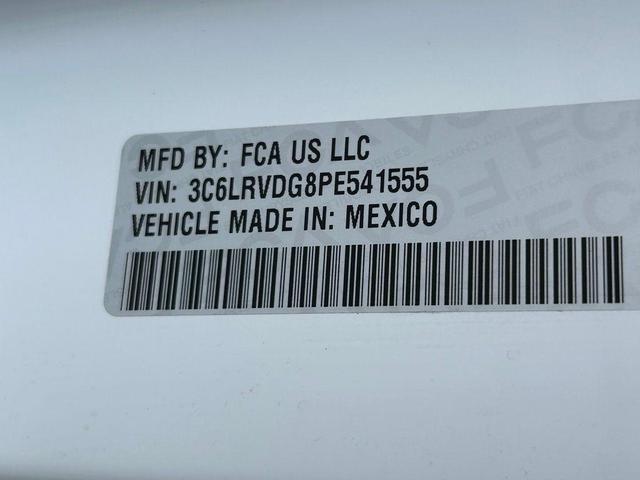 MFD BY: FCA US LLC
VIN: 3C6LRVDG8PE541555
VEHICLE MADE IN: MEXICO